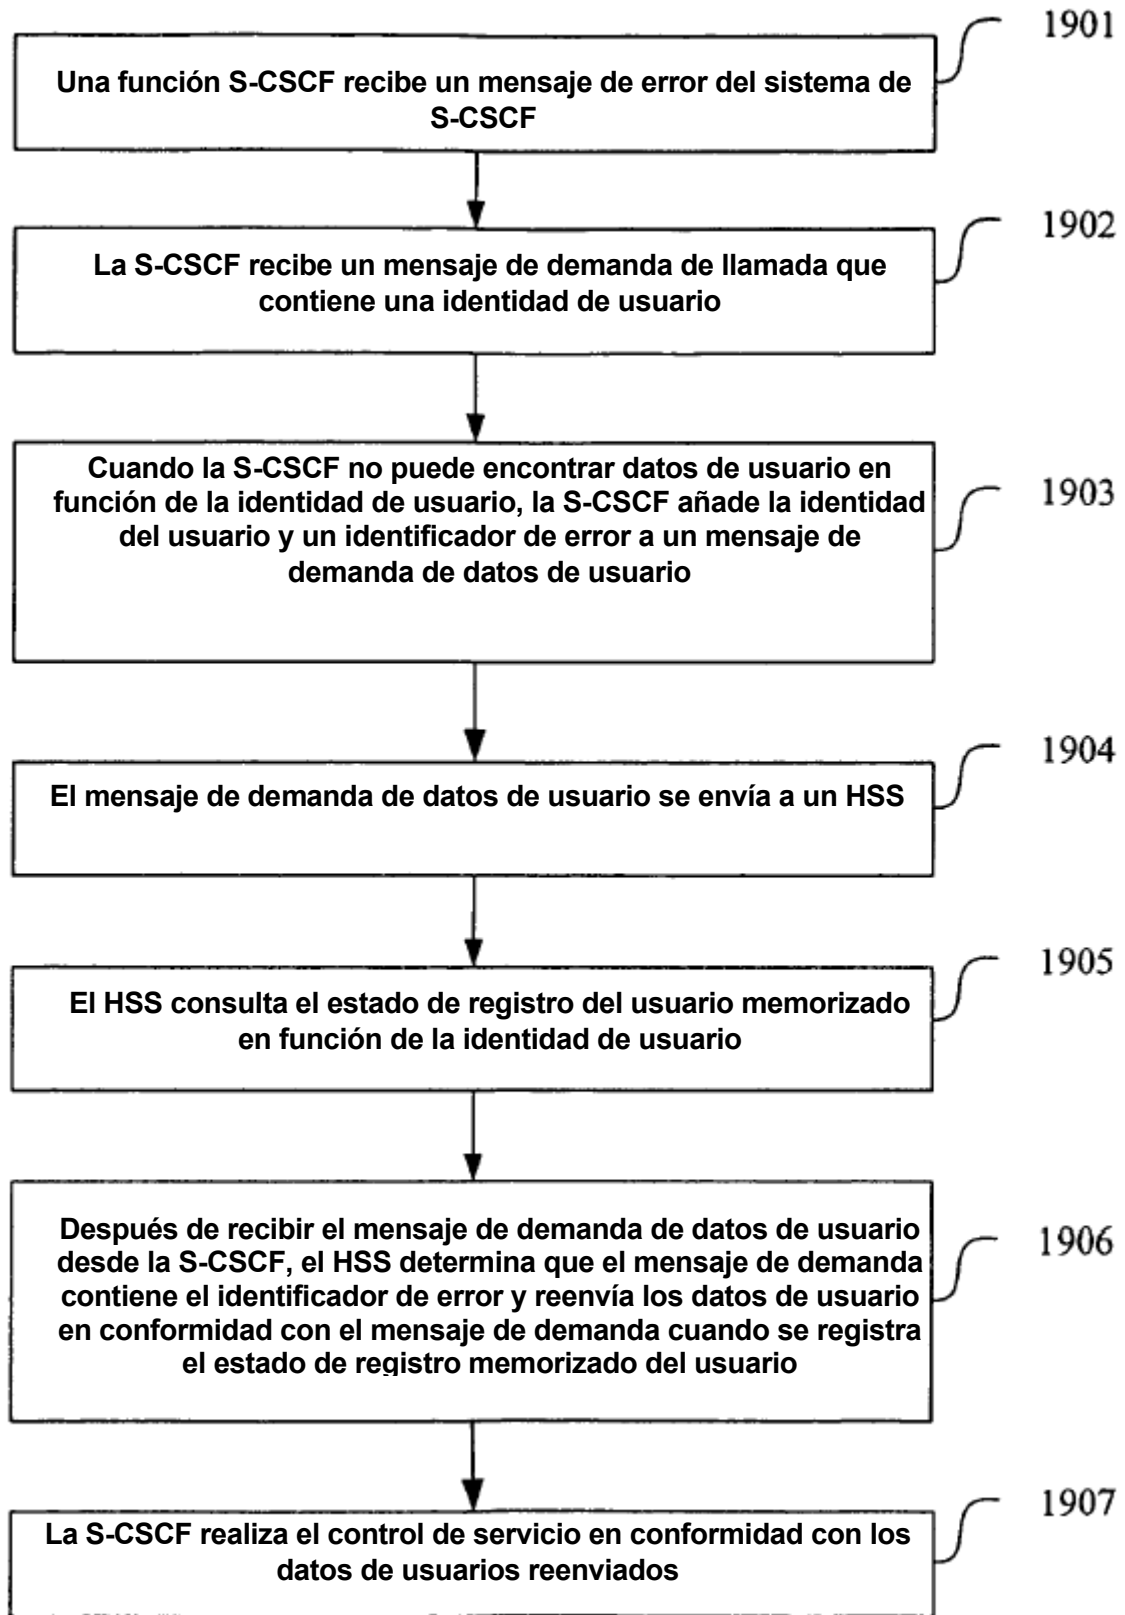 1901
Una función S-CSCF recibe un mensaje de error del sistema de
S-CSCF
1902
La S-CSCF recibe un mensaje de demanda de llamada que
contiene una identidad de usuario
1903
Cuando la S-CSCF no puede encontrar datos de usuario en
función de la identidad de usuario, la S-CSCF añade la identidad
del usuario y un identificador de error a un mensaje de
demanda de datos de usuario
1904
El mensaje de demanda de datos de usuario se envía a un HSS
1905
El HSS consulta el estado de registro del usuario memorizado
en función de la identidad de usuario
1906
Después de recibir el mensaje de demanda de datos de usuario
desde la S-CSCF, el HSS determina que el mensaje de demanda
contiene el identificador de error y reenvía los datos de usuario
en conformidad con el mensaje de demanda cuando se registra
el estado de registro memorizado del usuario
1907
La S-CSCF realiza el control de servicio en conformidad con los
datos de usuarios reenviados